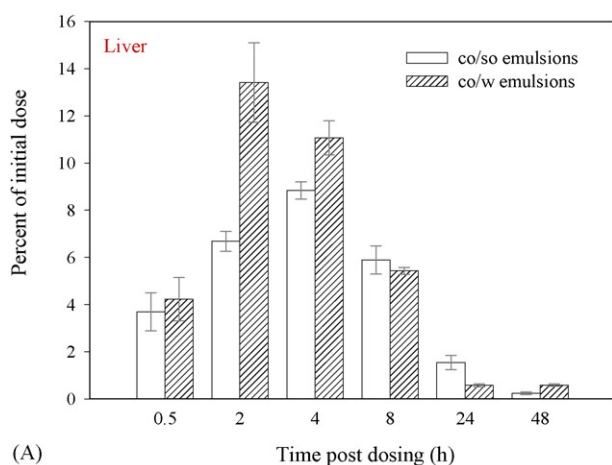 16
14
12
10
8
6
4
2
0
Percent of initial dose
Liver
co/so emulsions
co/w emulsions
0.5 2 4 8 24 48
(A) Time post dosing (h)